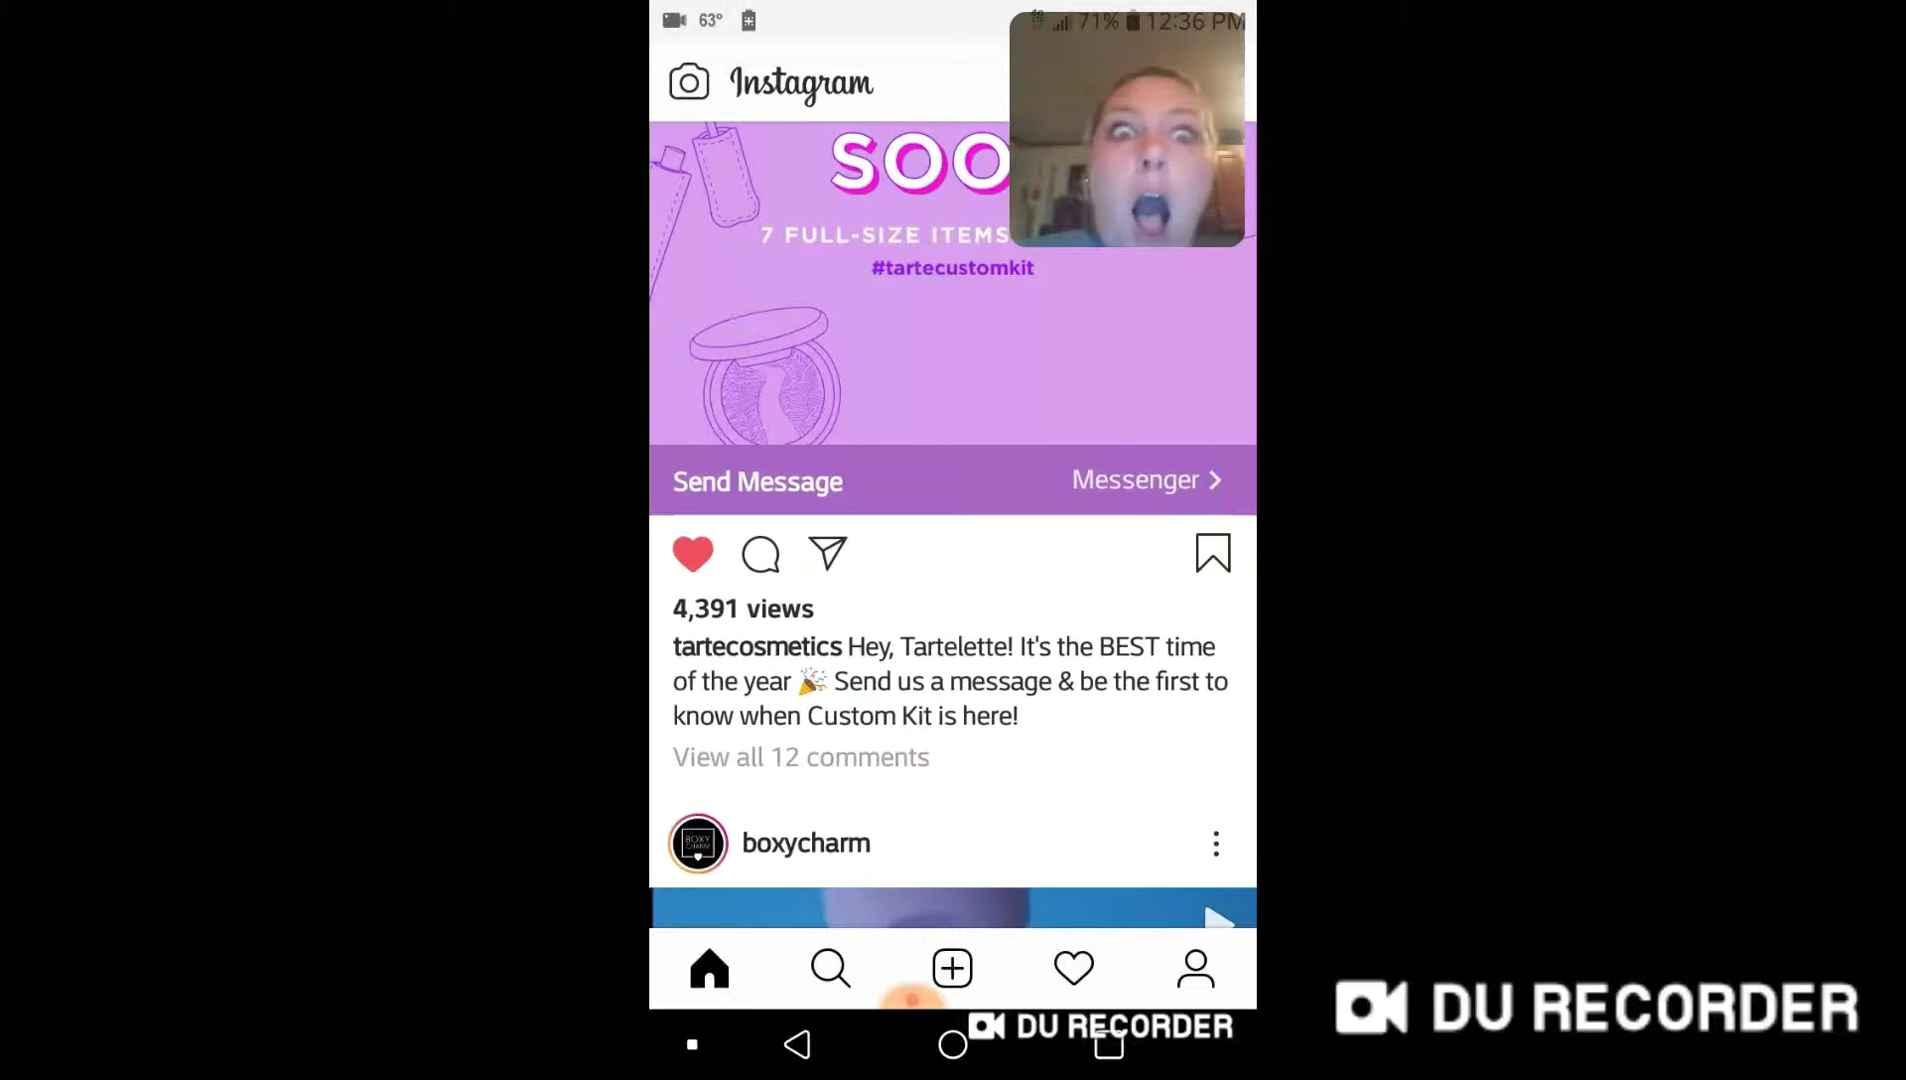 63°
71% 12:36 PM
Instagram
SOO
7 FULL-SIZE ITEMS
#tartecustomkit
Send Message
Messenger
4,391 views
tartecosmetics Hey, Tartelette! It's the BEST time
of the year 🎉 Send us a message & be the first to
know when Custom Kit is here!
View all 12 comments
BOXY
CHARM
boxycharm
DU RECORDER
DU RECORDER